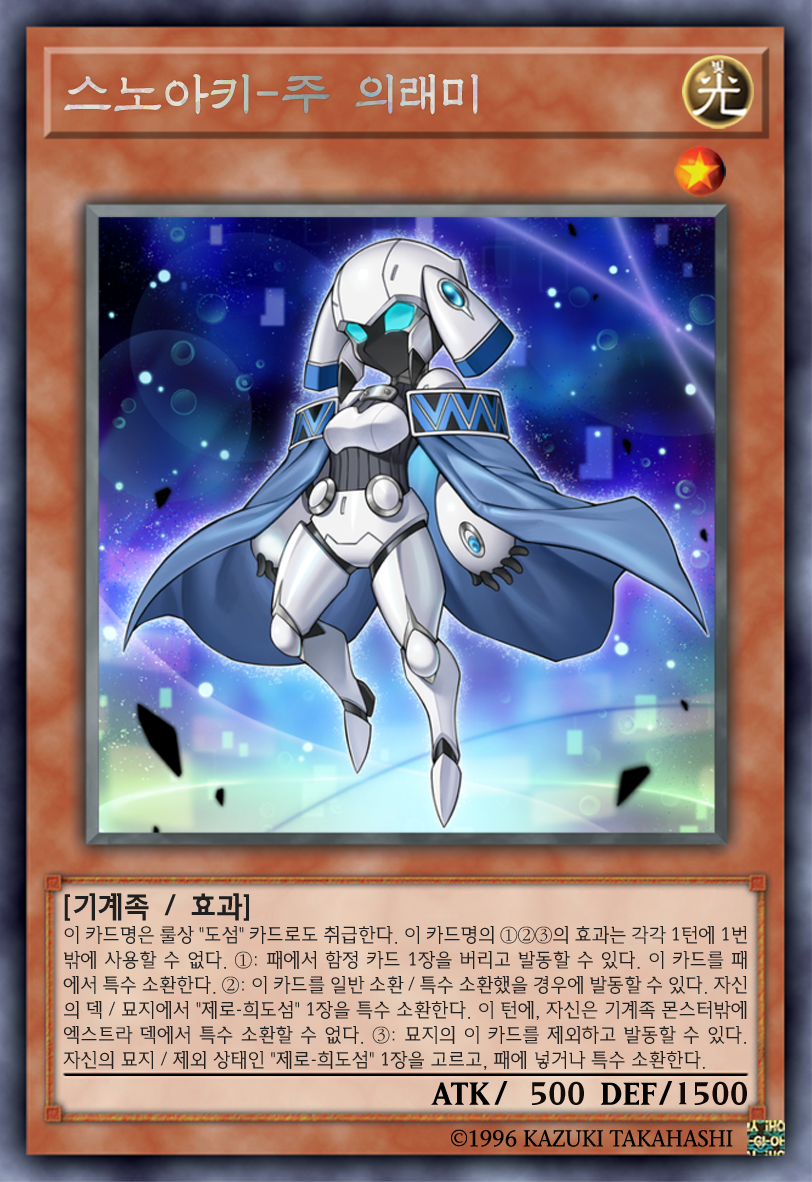 스노아키-주 의래미
빛
光
[기계족 / 효과]
이 카드명은 룰상 "도섬" 카드로도 취급한다. 이 카드명의 ①②③의 효과는 각각 1턴에 1번
밖에 사용할 수 없다. ①: 패에서 함정 카드 1장을 버리고 발동할 수 있다. 이 카드를 패
에서 특수 소환한다. ②: 이 카드를 일반 소환 / 특수 소환했을 경우에 발동할 수 있다. 자신
의 덱 / 묘지에서 "제로-희도섬" 1장을 특수 소환한다. 이 턴에, 자신은 기계족 몬스터밖에
엑스트라 덱에서 특수 소환할 수 없다. ③: 묘지의 이 카드를 제외하고 발동할 수 있다.
자신의 묘지 / 제외 상태인 "제로-희도섬" 1장을 고르고, 패에 넣거나 특수 소환한다.
ATK/ 500 DEF/1500
©1996 KAZUKI TAKAHASHI